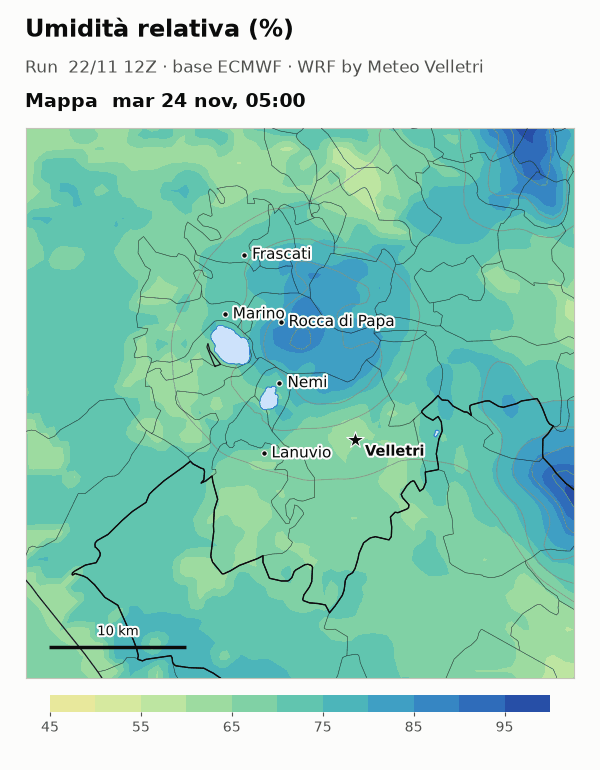 Umidità relativa (%)
Run  22/11 12Z · base ECMWF · WRF by Meteo Velletri
Mappa  mar 24 nov, 05:00
Frascati
Marino
Rocca di Papa
Nemi
Velletri
Lanuvio
10 km
45 55 65 75 85 95